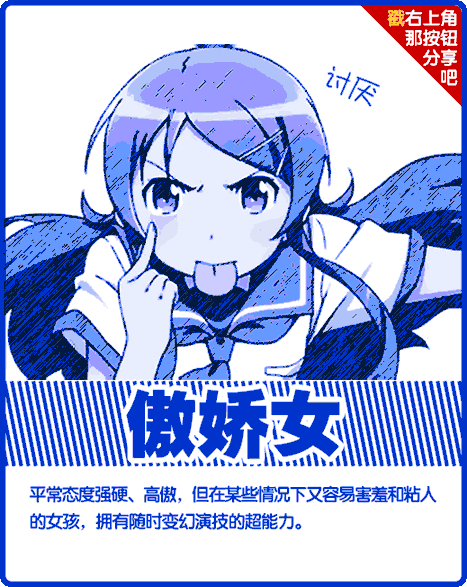 戳右上角
那按钮
分享
吧
讨厌
傲娇女
平常态度强硬、高傲，但在某些情况下又容易害羞和粘人
的女孩，拥有随时变幻演技的超能力。